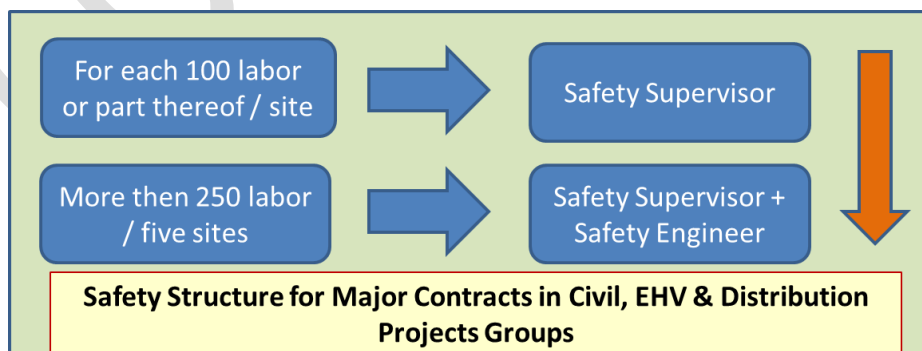 For each 100 labor
or part thereof / site
Safety Supervisor
More then 250 labor
/ five sites
Safety Supervisor +
Safety Engineer
Safety Structure for Major Contracts in Civil, EHV & Distribution
Projects Groups